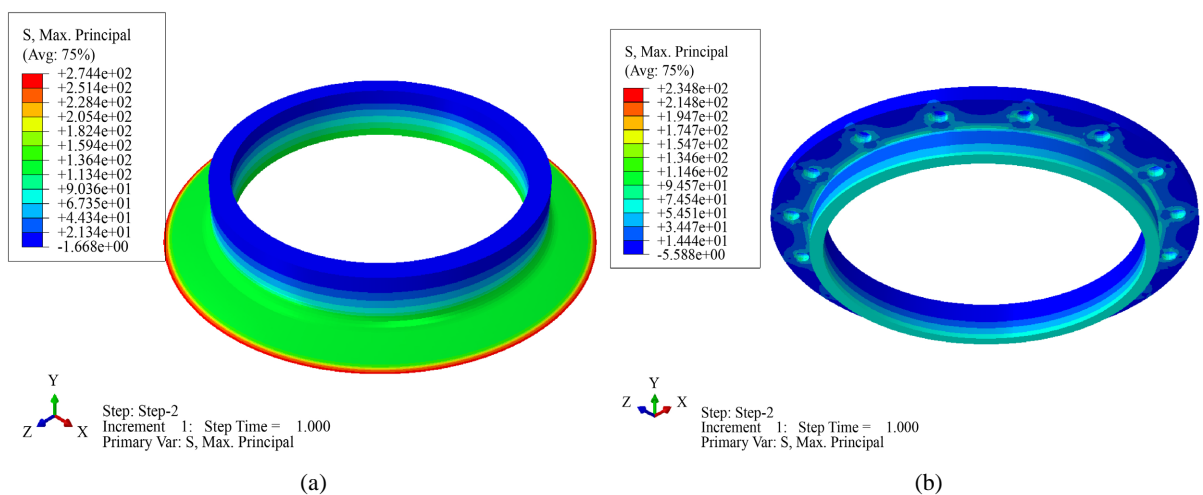 S, Max. Principal
(Avg: 75%)
+2.744e+02
+2.514e+02
+2.284e+02
+2.054e+02
+1.824e+02
+1.594e+02
+1.364e+02
+1.134e+02
+9.036e+01
+6.735e+01
+4.434e+01
+2.134e+01
-1.668e+00
Y
Z
X
Step: Step-2
Increment 1: Step Time = 1.000
Primary Var: S, Max. Principal
(a)
S, Max. Principal
(Avg: 75%)
+2.348e+02
+2.148e+02
+1.947e+02
+1.747e+02
+1.547e+02
+1.346e+02
+1.146e+02
+9.457e+01
+7.454e+01
+5.451e+01
+3.447e+01
+1.444e+01
-5.588e+00
Y
Z
X
Step: Step-2
Increment 1: Step Time = 1.000
Primary Var: S, Max. Principal
(b)